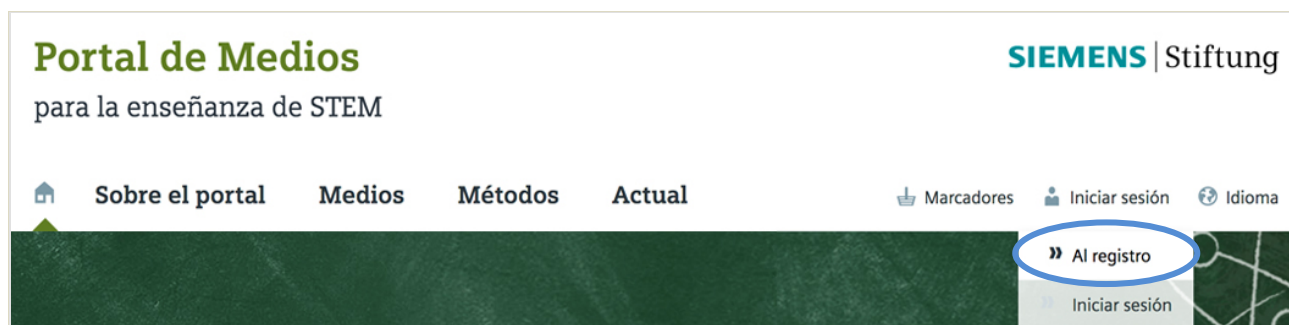 Portal de Medios
SIEMENS | Stiftung
para la enseñanza de STEM
Sobre el portal Medios Métodos Actual Marcadores Iniciar sesión Idioma
» Al registro
» Iniciar sesión